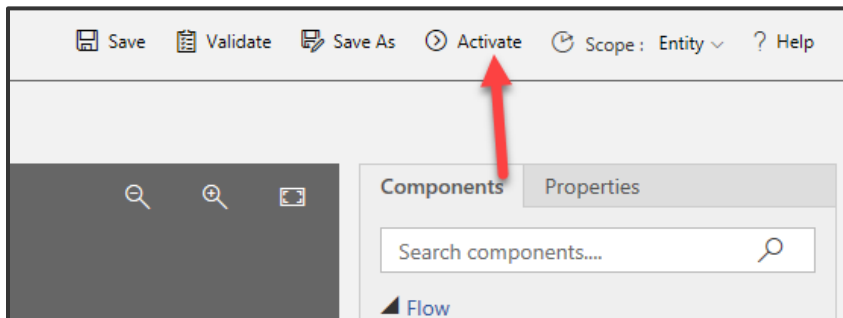 Save Validate Save As Activate Scope : Entity ? Help
Components Properties
Search components....
Flow